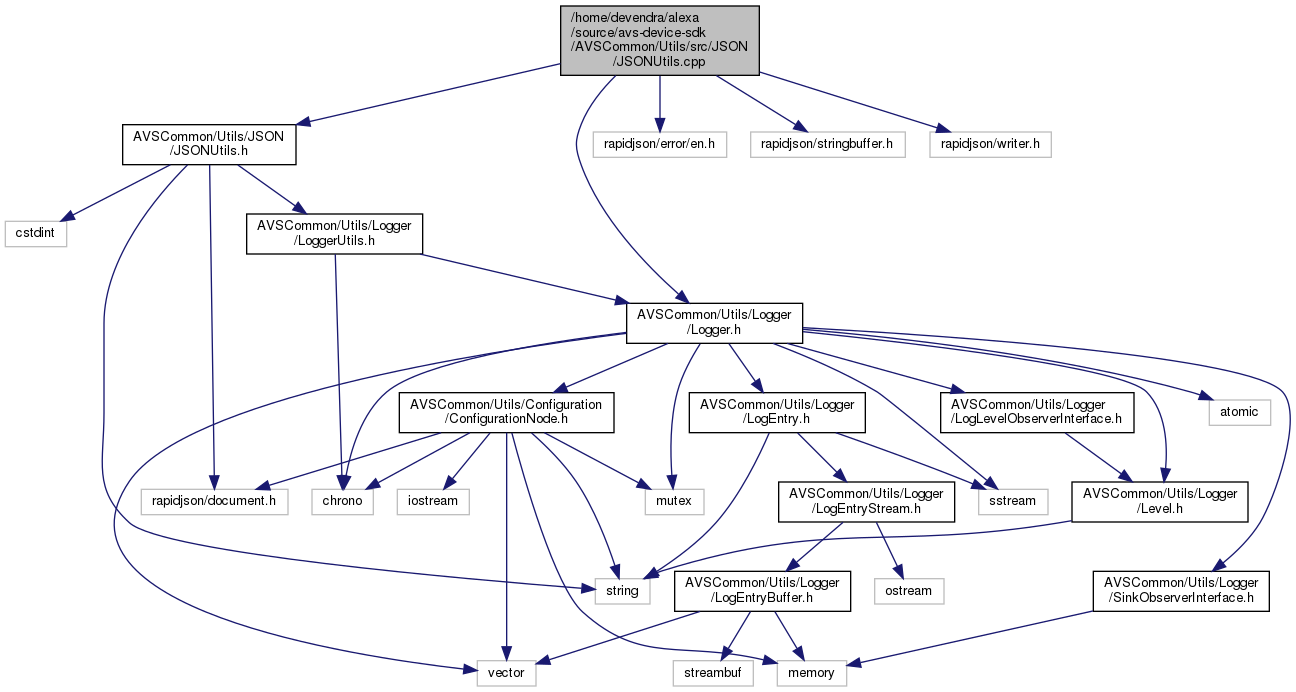 /home/devendra/alexa
/source/avs-device-sdk
/AVSCommon/Utils/src/JSON
/JSONUtils.cpp
AVSCommon/Utils/JSON
/JSONUtils.h
rapidjson/error/en.h
rapidjson/stringbuffer.h
rapidjson/writer.h
cstdint
AVSCommon/Utils/Logger
/LoggerUtils.h
AVSCommon/Utils/Logger
/Logger.h
AVSCommon/Utils/Configuration
/ConfigurationNode.h
AVSCommon/Utils/Logger
/LogEntry.h
AVSCommon/Utils/Logger
/LogLevelObserverInterface.h
atomic
rapidjson/document.h
chrono
iostream
mutex
AVSCommon/Utils/Logger
/LogEntryStream.h
sstream
AVSCommon/Utils/Logger
/Level.h
string
AVSCommon/Utils/Logger
/LogEntryBuffer.h
ostream
AVSCommon/Utils/Logger
/SinkObserverInterface.h
vector
streambuf
memory